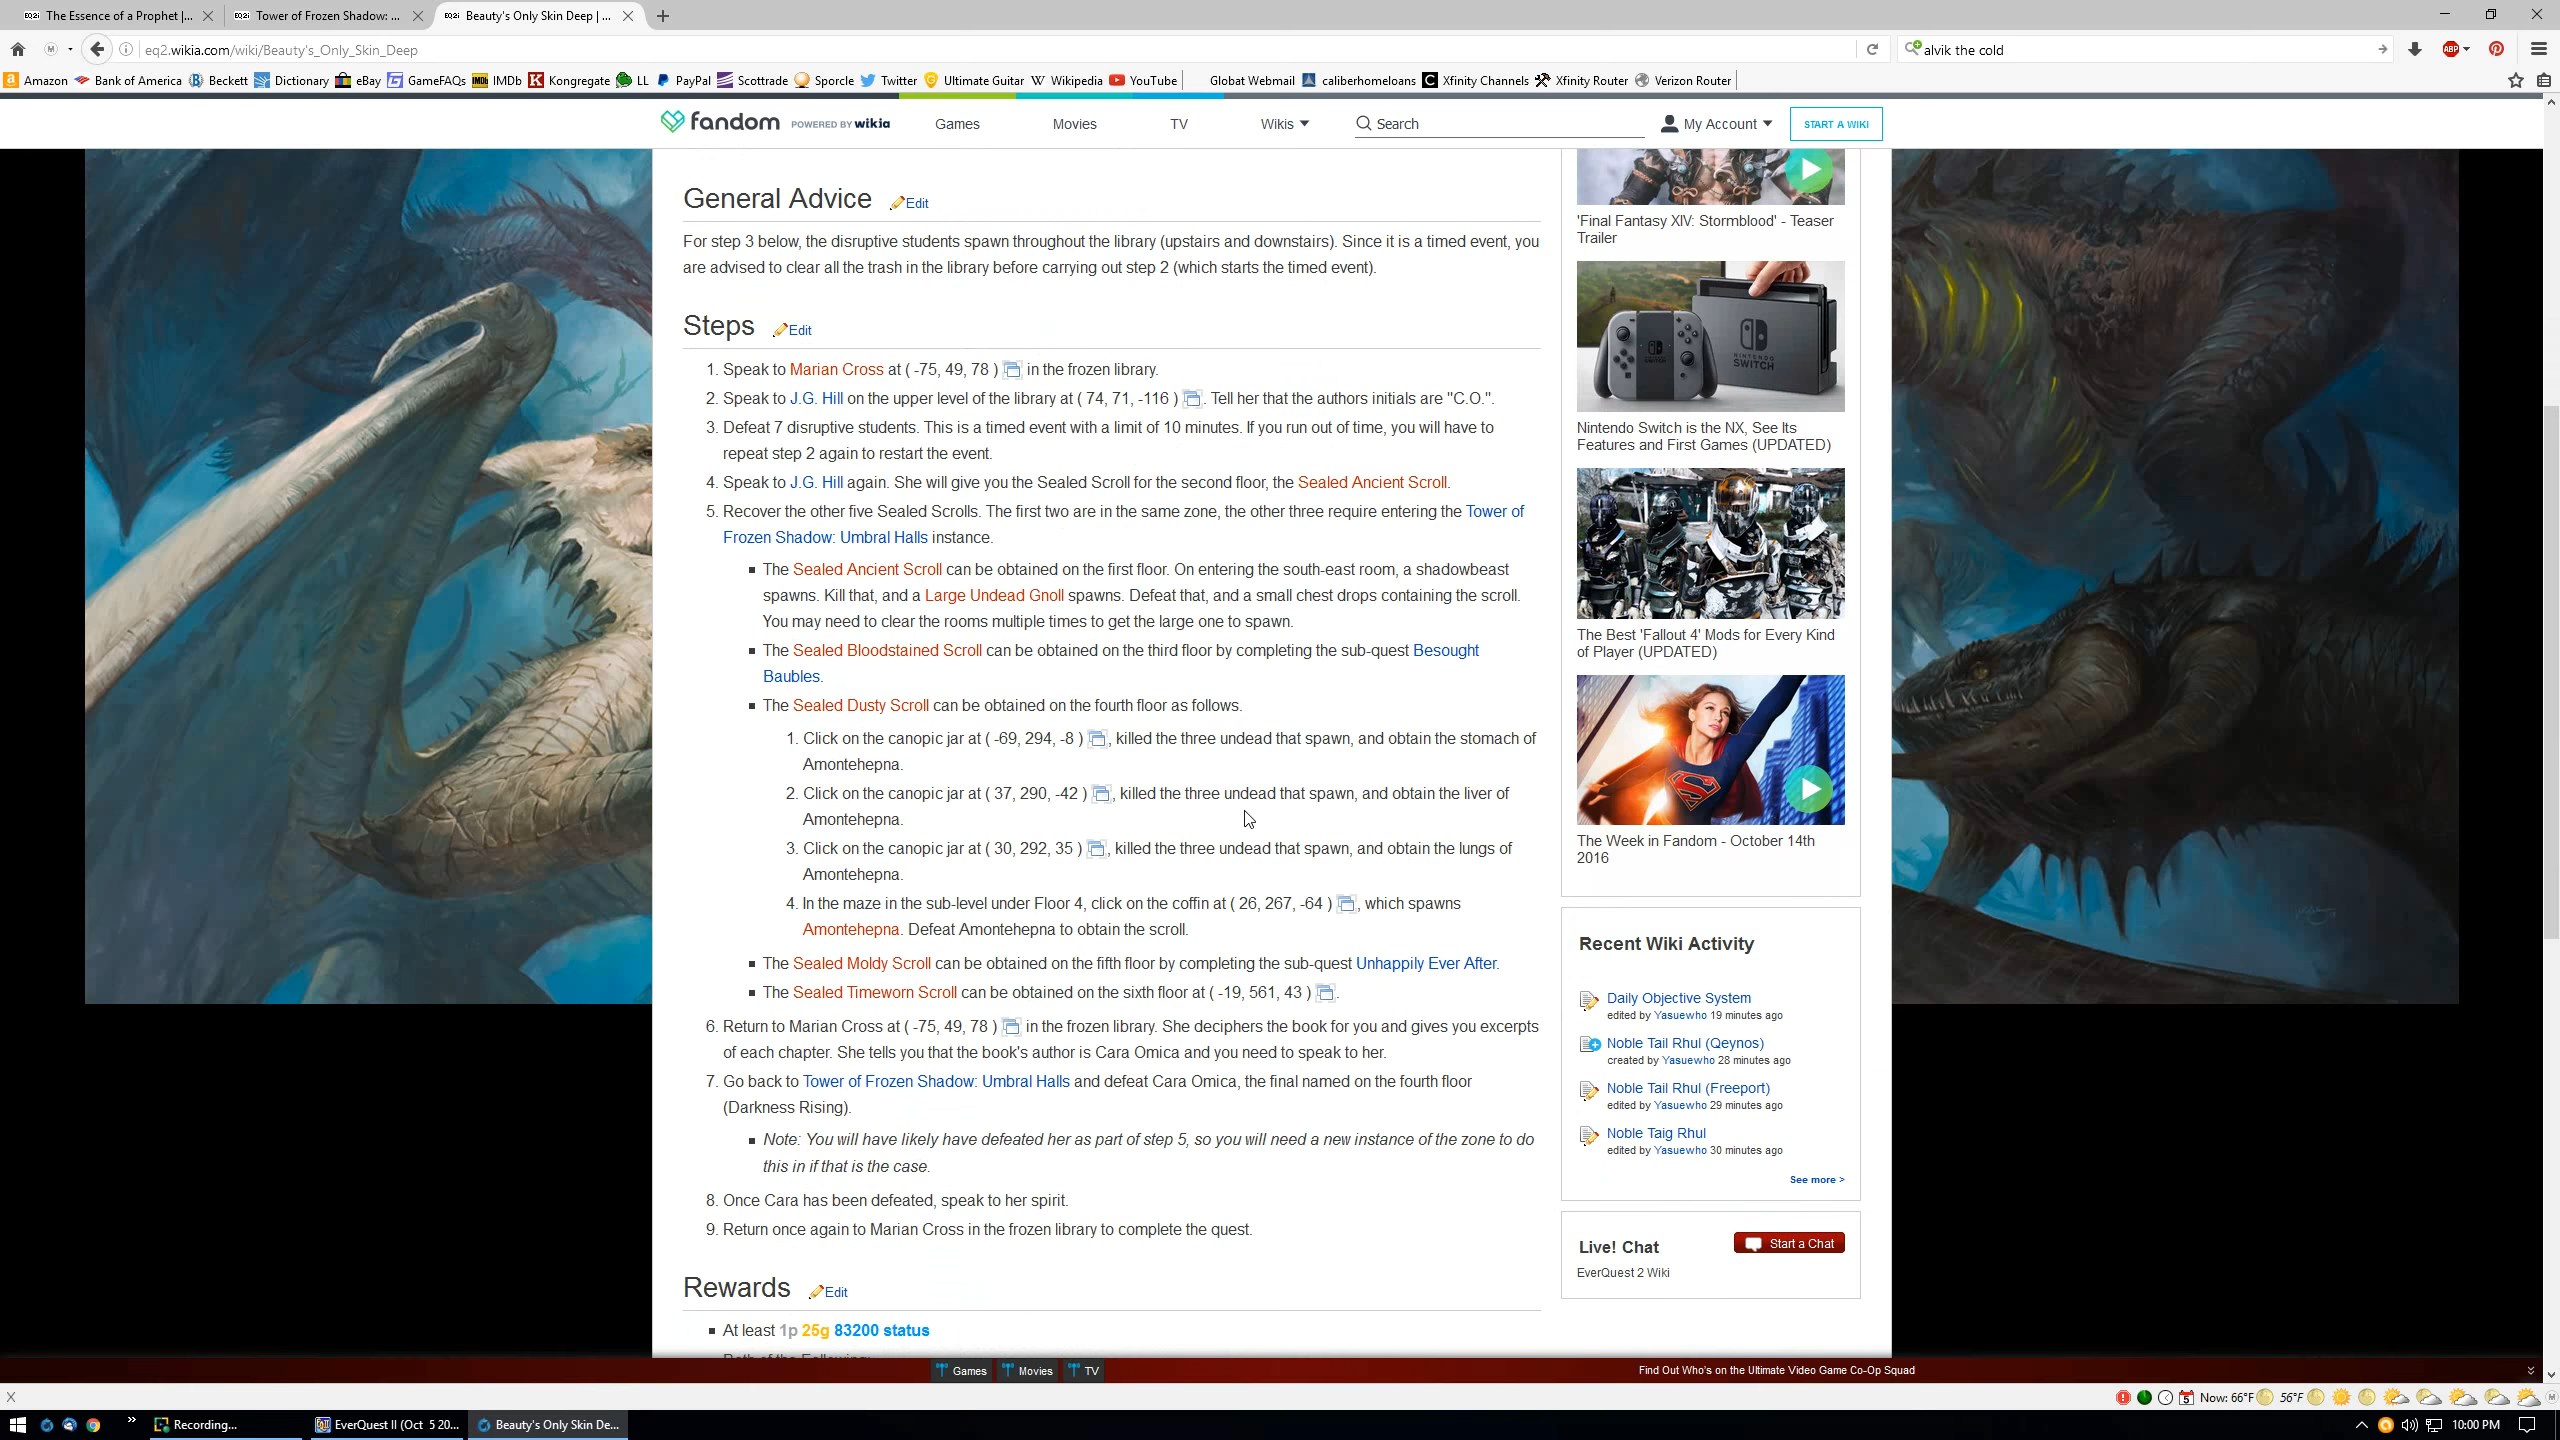 The Essence of a Prophet |...
Tower of Frozen Shadow: ...
Beauty's Only Skin Deep | ...
eq2.wikia.com/wiki/Beauty's_Only_Skin_Deep
alvik the cold
Amazon Bank of America Beckett Dictionary eBay GameFAQs IMDb Kongregate LL PayPal Scottrade Sporcle Twitter Ultimate Guitar Wikipedia YouTube Globat Webmail caliberhomeloans Xfinity Channels Xfinity Router Verizon Router
fandom POWERED BY wikia Games Movies TV Wikis Search My Account START A WIKI
General Advice Edit
For step 3 below, the disruptive students spawn throughout the library (upstairs and downstairs). Since it is a timed event, you
are advised to clear all the trash in the library before carrying out step 2 (which starts the timed event).
Steps Edit
1. Speak to Marian Cross at ( -75, 49, 78 ) in the frozen library.
2. Speak to J.G. Hill on the upper level of the library at ( 74, 71, -116 ) . Tell her that the authors initials are "C.O.".
3. Defeat 7 disruptive students. This is a timed event with a limit of 10 minutes. If you run out of time, you will have to
repeat step 2 again to restart the event.
4. Speak to J.G. Hill again. She will give you the Sealed Scroll for the second floor, the Sealed Ancient Scroll.
5. Recover the other five Sealed Scrolls. The first two are in the same zone, the other three require entering the Tower of
Frozen Shadow: Umbral Halls instance.
The Sealed Ancient Scroll can be obtained on the first floor. On entering the south-east room, a shadowbeast
spawns. Kill that, and a Large Undead Gnoll spawns. Defeat that, and a small chest drops containing the scroll.
You may need to clear the rooms multiple times to get the large one to spawn.
The Sealed Bloodstained Scroll can be obtained on the third floor by completing the sub-quest Besought
Baubles.
The Sealed Dusty Scroll can be obtained on the fourth floor as follows.
1. Click on the canopic jar at ( -69, 294, -8 ) , killed the three undead that spawn, and obtain the stomach of
Amontehepna.
2. Click on the canopic jar at ( 37, 290, -42 ) , killed the three undead that spawn, and obtain the liver of
Amontehepna.
3. Click on the canopic jar at ( 30, 292, 35 ) , killed the three undead that spawn, and obtain the lungs of
Amontehepna.
4. In the maze in the sub-level under Floor 4, click on the coffin at ( 26, 267, -64 ) , which spawns
Amontehepna. Defeat Amontehepna to obtain the scroll.
The Sealed Moldy Scroll can be obtained on the fifth floor by completing the sub-quest Unhappily Ever After.
The Sealed Timeworn Scroll can be obtained on the sixth floor at ( -19, 561, 43 ) .
6. Return to Marian Cross at ( -75, 49, 78 ) in the frozen library. She deciphers the book for you and gives you excerpts
of each chapter. She tells you that the book's author is Cara Omica and you need to speak to her.
7. Go back to Tower of Frozen Shadow: Umbral Halls and defeat Cara Omica, the final named on the fourth floor
(Darkness Rising).
Note: You will have likely have defeated her as part of step 5, so you will need a new instance of the zone to do
this in if that is the case.
8. Once Cara has been defeated, speak to her spirit.
9. Return once again to Marian Cross in the frozen library to complete the quest.
Rewards Edit
At least 1p 25g 83200 status
'Final Fantasy XIV: Stormblood' - Teaser
Trailer
NINTENDO
SWITCH
Nintendo Switch is the NX, See Its
Features and First Games (UPDATED)
The Best 'Fallout 4' Mods for Every Kind
of Player (UPDATED)
The Week in Fandom - October 14th
2016
Recent Wiki Activity
Daily Objective System
edited by Yasuewho 19 minutes ago
Noble Tail Rhul (Qeynos)
created by Yasuewho 28 minutes ago
Noble Tail Rhul (Freeport)
edited by Yasuewho 29 minutes ago
Noble Taig Rhul
edited by Yasuewho 30 minutes ago
See more >
Live! Chat Start a Chat
EverQuest 2 Wiki
Games Movies TV Find Out Who's on the Ultimate Video Game Co-Op Squad
Now: 66°F 56°F
Recording... EverQuest II (Oct 5 20... Beauty's Only Skin De... 10:00 PM